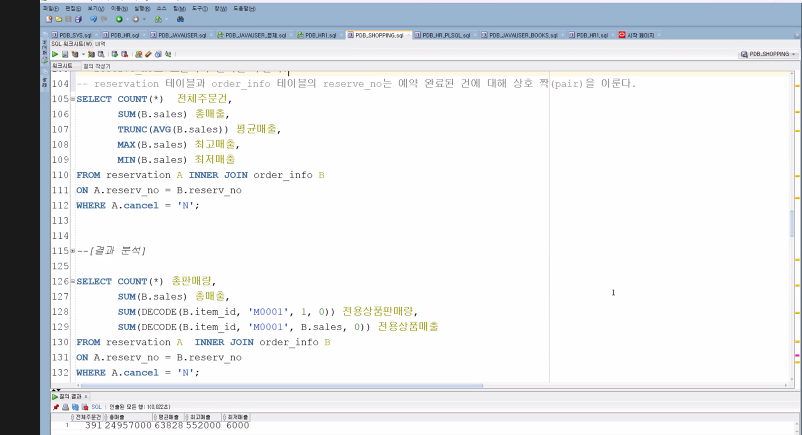 파일(F) 편집(E) 보기(V) 이동(N) 실행(R) 소스 팀(M) 도구(T) 창(W) 도움말(H)
PDB_SYS.sql PDB_HR.sql PDB_JAVAUSER.sql PDB_JAVAUSER_문제.sql PDB_HR1.sql PDB_SHOPPING.sql PDB_HR_PLSQL.sql PDB_JAVAUSER_BOOKS.sql PDB_HR1.sql 시작 페이지
SQL 워크시트(W) 내역
PDB_SHOPPING
워크시트 질의 작성기
104 -- reservation 테이블과 order_info 테이블의 reserve_no는 예약 완료된 건에 대해 상호 짝(pair)을 이룬다.
105 SELECT COUNT(*) 전체주문건,
106 SUM(B.sales) 총매출,
107 TRUNC(AVG(B.sales)) 평균매출,
108 MAX(B.sales) 최고매출,
109 MIN(B.sales) 최저매출
110 FROM reservation A INNER JOIN order_info B
111 ON A.reserv_no = B.reserv_no
112 WHERE A.cancel = 'N';
113
114
115 --[결과 분석]
125
126 SELECT COUNT(*) 총판매량,
127 SUM(B.sales) 총매출,
128 SUM(DECODE(B.item_id, 'M0001', 1, 0)) 전용상품판매량,
129 SUM(DECODE(B.item_id, 'M0001', B.sales, 0)) 전용상품매출
130 FROM reservation A INNER JOIN order_info B
131 ON A.reserv_no = B.reserv_no
132 WHERE A.cancel = 'N';
질의 결과 x
SQL | 인출된 모든 행: 1(0.022초)
전체주문건 총매출 평균매출 최고매출 최저매출
1 391 24957000 63828 552000 6000